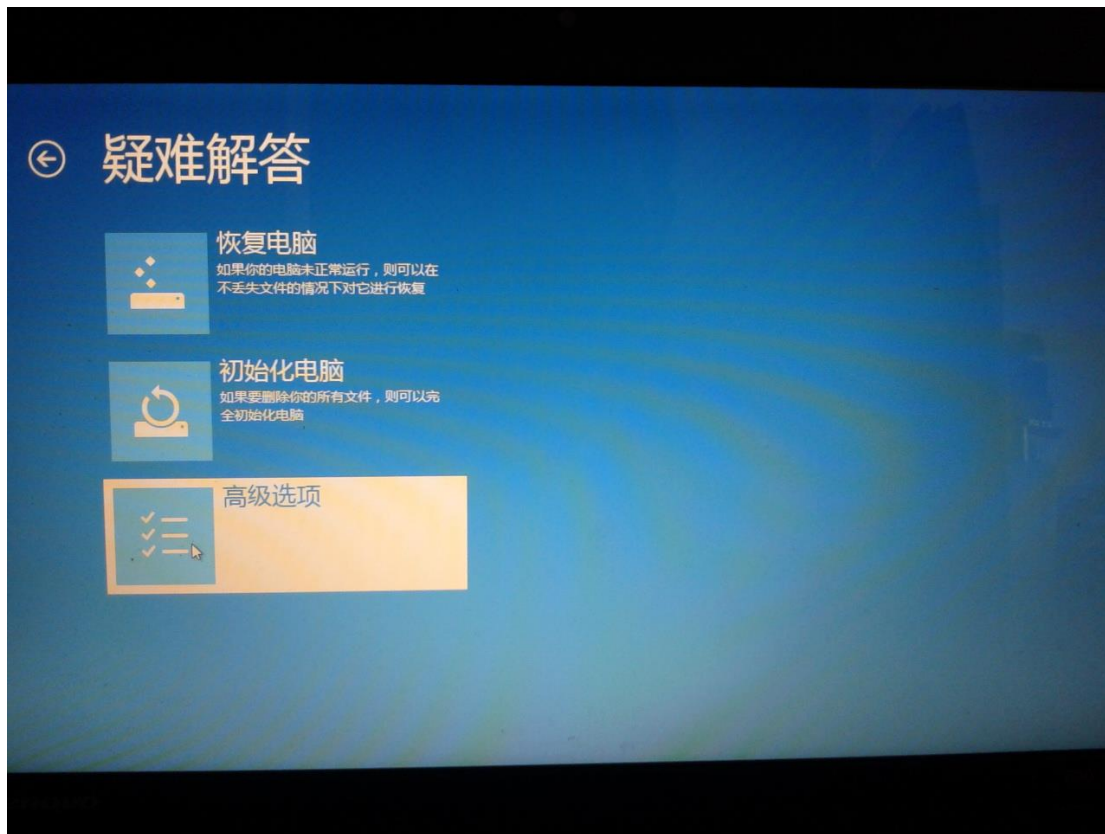 疑难解答
恢复电脑
如果你的电脑未正常运行，则可以在
不丢失文件的情况下对它进行恢复
初始化电脑
如果要删除你的所有文件，则可以完
全初始化电脑
高级选项